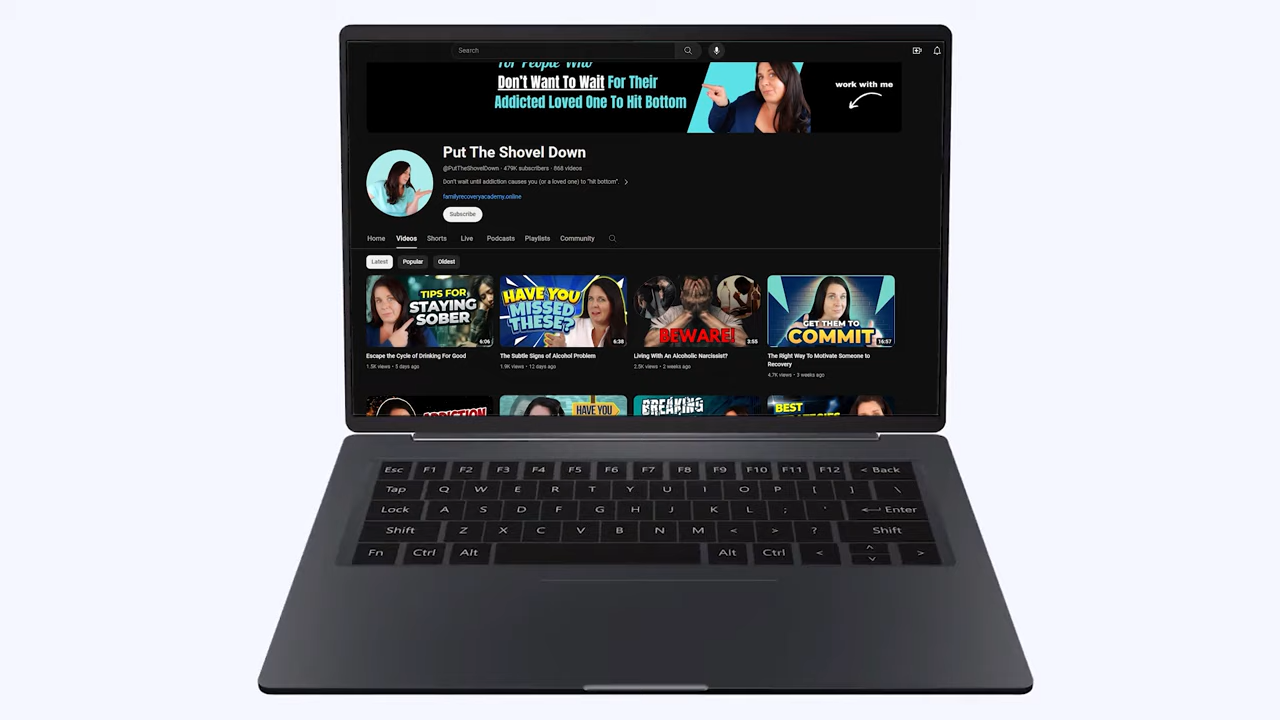 Search
For People Who
Don't Want To Wait For Their
Addicted Loved One To Hit Bottom
work with me
Put The Shovel Down
@PutTheShovelDown · 479K subscribers · 868 videos
Don't wait until addiction causes you (or a loved one) to "hit bottom".
familyrecoveryacademy.online
Subscribe
Home Videos Shorts Live Podcasts Playlists Community
Latest Popular Oldest
TIPS FOR
STAYING
SOBER
6:06
HAVE YOU
MISSED
THESE?
6:38
BEWARE!
3:55
GET THEM TO
COMMIT
16:57
Escape the Cycle of Drinking For Good
1.5K views · 5 days ago
The Subtle Signs of Alcohol Problem
1.9K views · 12 days ago
Living With An Alcoholic Narcissist?
2.5K views · 2 weeks ago
The Right Way To Motivate Someone to
Recovery
4.7K views · 3 weeks ago
ADDICTION
HAVE YOU
BREAKING
BEST
STRATEGIES
Esc F1 F2 F3 F4 F5 F6 F7 F8 F9 F10 F11 F12 < Back
Tap Q W E R T Y U I O P [ ] \
Lock A S D F G H J K L ; ' Enter
Shift Z X C V B N M < > ? Shift
Fn Ctrl Alt Alt Ctrl < ^ v >